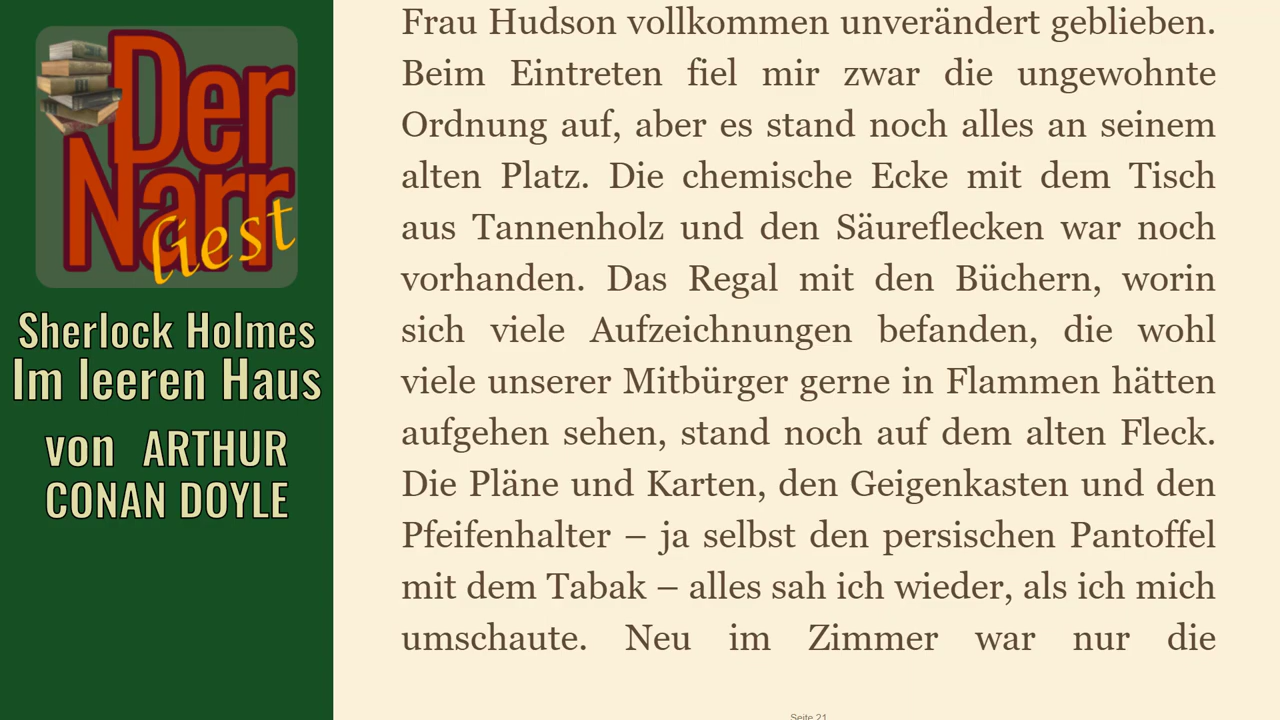 Der
Narr
liest
Sherlock Holmes
Im leeren Haus
von ARTHUR
CONAN DOYLE
Frau Hudson vollkommen unverändert geblieben.
Beim Eintreten fiel mir zwar die ungewohnte
Ordnung auf, aber es stand noch alles an seinem
alten Platz. Die chemische Ecke mit dem Tisch
aus Tannenholz und den Säureflecken war noch
vorhanden. Das Regal mit den Büchern, worin
sich viele Aufzeichnungen befanden, die wohl
viele unserer Mitbürger gerne in Flammen hätten
aufgehen sehen, stand noch auf dem alten Fleck.
Die Pläne und Karten, den Geigenkasten und den
Pfeifenhalter – ja selbst den persischen Pantoffel
mit dem Tabak – alles sah ich wieder, als ich mich
umschaute. Neu im Zimmer war nur die
Seite 21